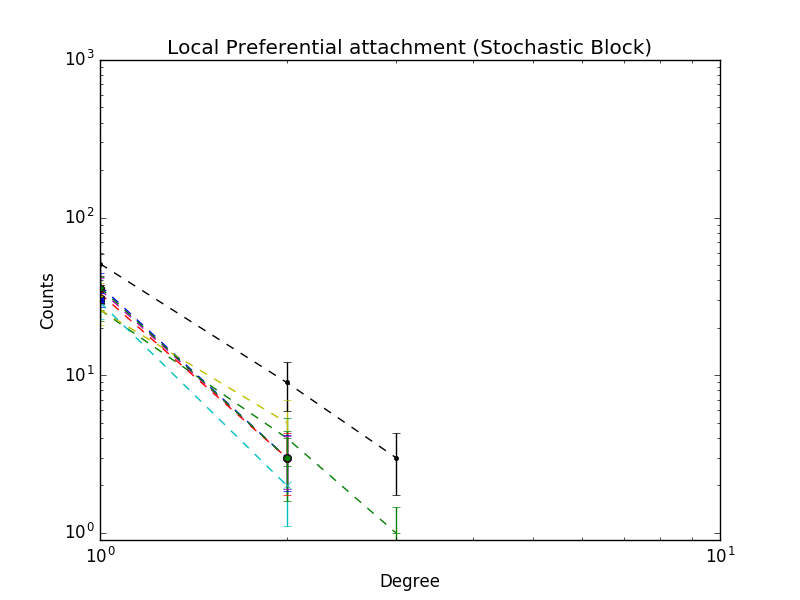 Local Preferential attachment (Stochastic Block)
10³
10²
10¹
10⁰
Counts
10⁰ 10¹
Degree